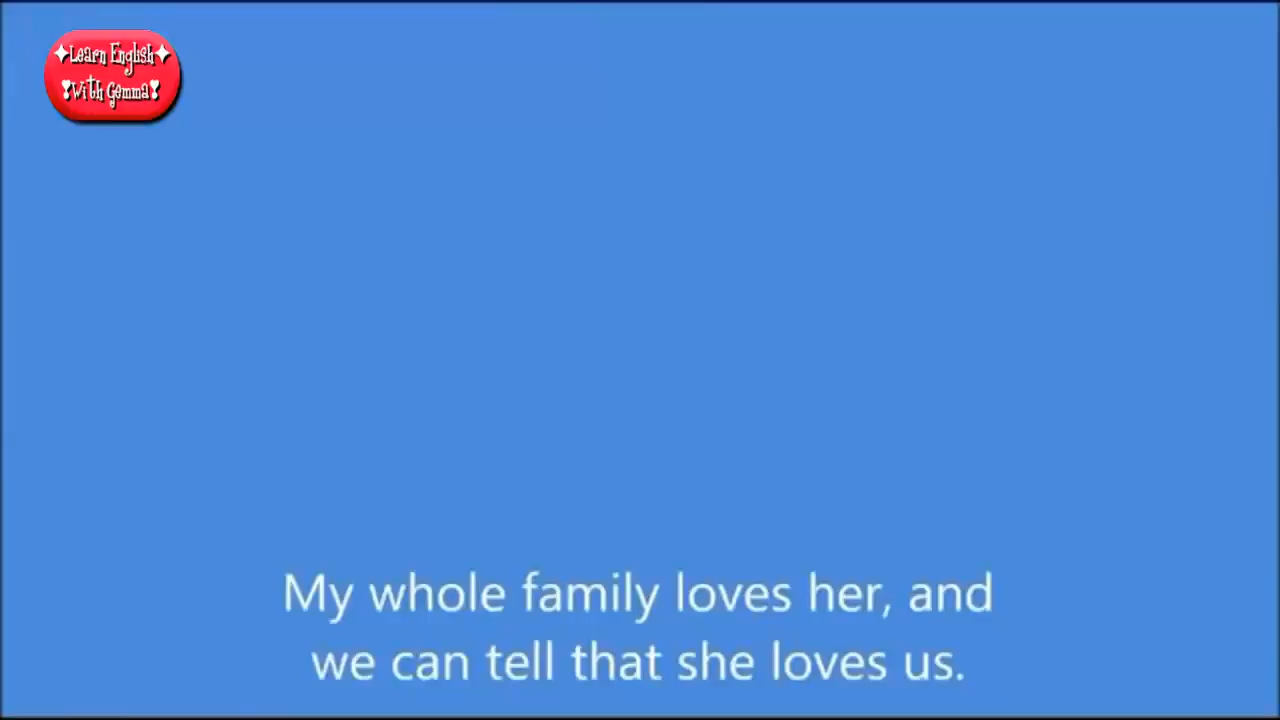 Learn English
With Gemma
My whole family loves her, and
we can tell that she loves us.